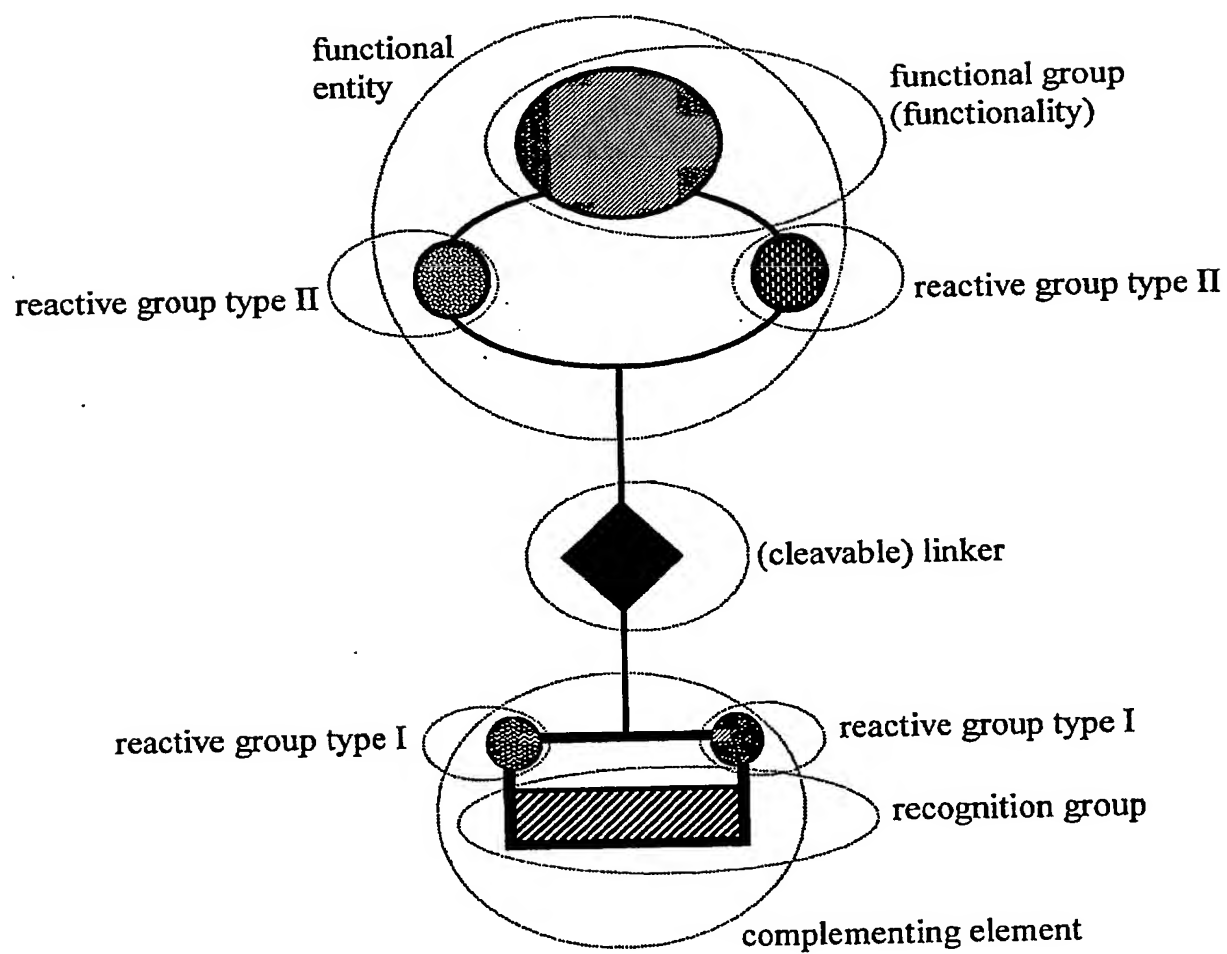 functional
entity
functional group
(functionality)
reactive group type II
reactive group type II
(cleavable) linker
reactive group type I
reactive group type I
recognition group
complementing element